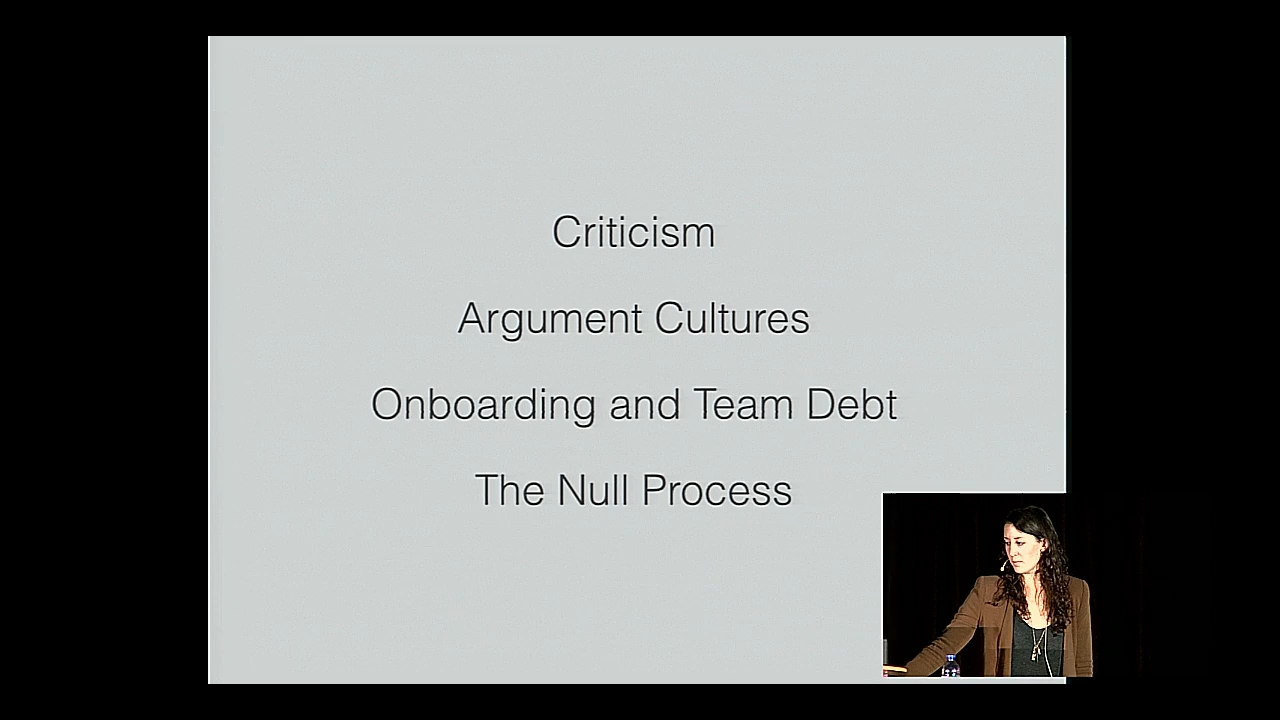 Criticism
Argument Cultures
Onboarding and Team Debt
The Null Process